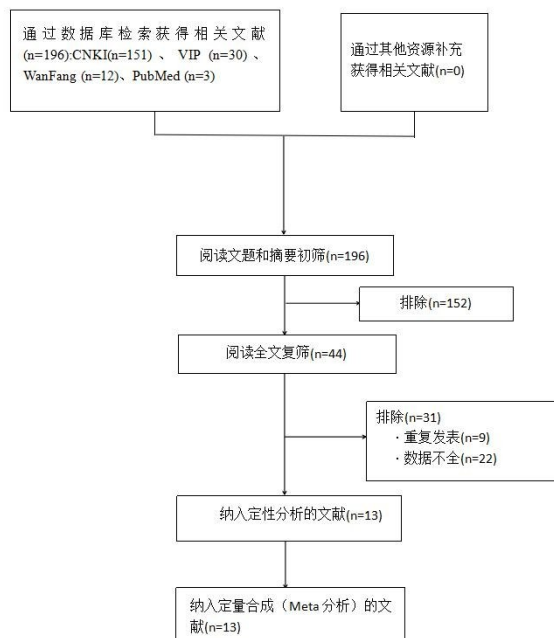 通过数据库检索获得相关文献
(n=196):CNKI(n=151)、VIP (n=30)、
WanFang (n=12)、PubMed (n=3)
通过其他资源补充
获得相关文献(n=0)
阅读文题和摘要初筛(n=196)
排除(n=152)
阅读全文复筛(n=44)
排除(n=31)
·重复发表(n=9)
·数据不全(n=22)
纳入定性分析的文献(n=13)
纳入定量合成（Meta 分析）的文
献(n=13)